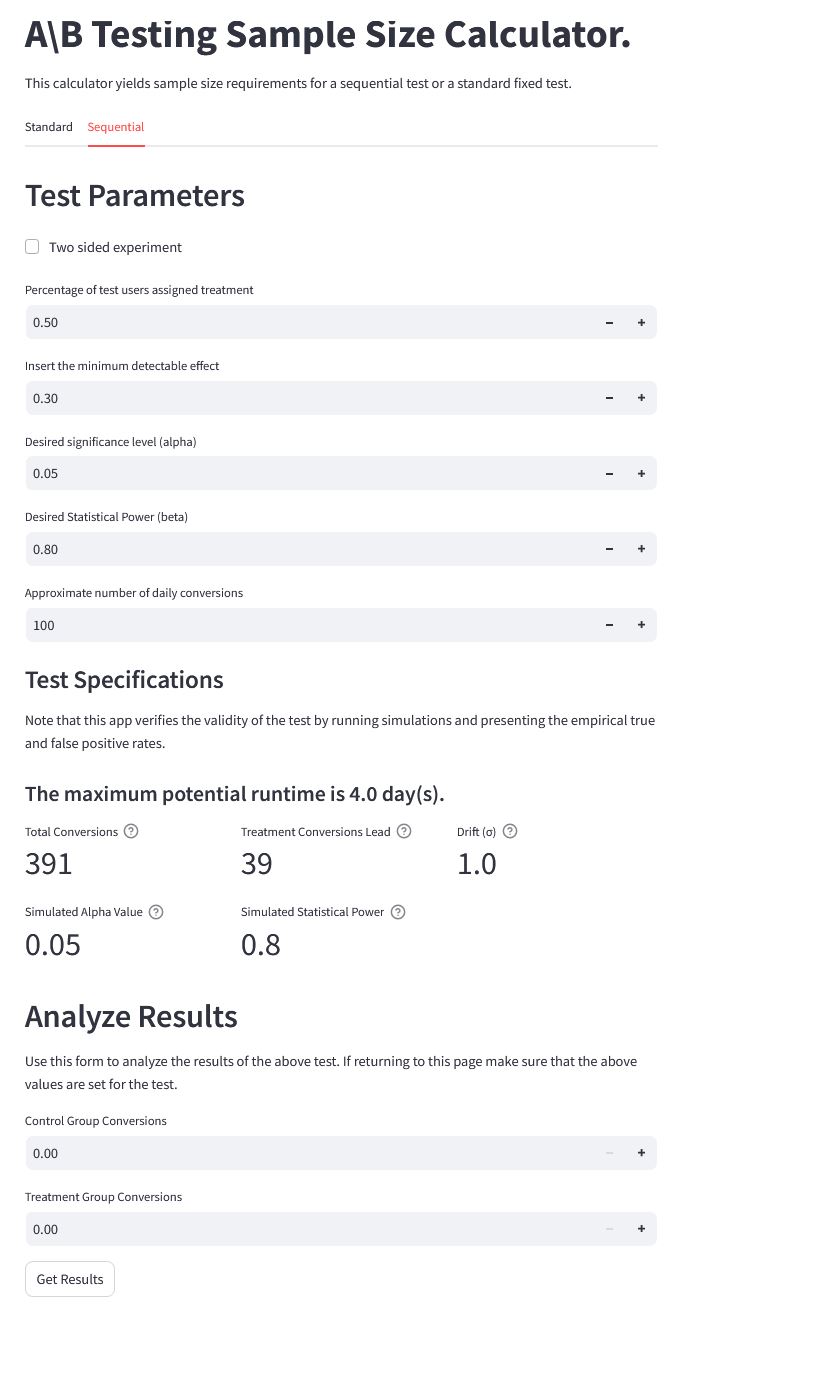 A\B Testing Sample Size Calculator.
This calculator yields sample size requirements for a sequential test or a standard fixed test.
Standard Sequential
Test Parameters
Two sided experiment
Percentage of test users assigned treatment
0.50
Insert the minimum detectable effect
0.30
Desired significance level (alpha)
0.05
Desired Statistical Power (beta)
0.80
Approximate number of daily conversions
100
Test Specifications
Note that this app verifies the validity of the test by running simulations and presenting the empirical true
and false positive rates.
The maximum potential runtime is 4.0 day(s).
Total Conversions Treatment Conversions Lead Drift (σ)
391 39 1.0
Simulated Alpha Value Simulated Statistical Power
0.05 0.8
Analyze Results
Use this form to analyze the results of the above test. If returning to this page make sure that the above
values are set for the test.
Control Group Conversions
0.00
Treatment Group Conversions
0.00
Get Results